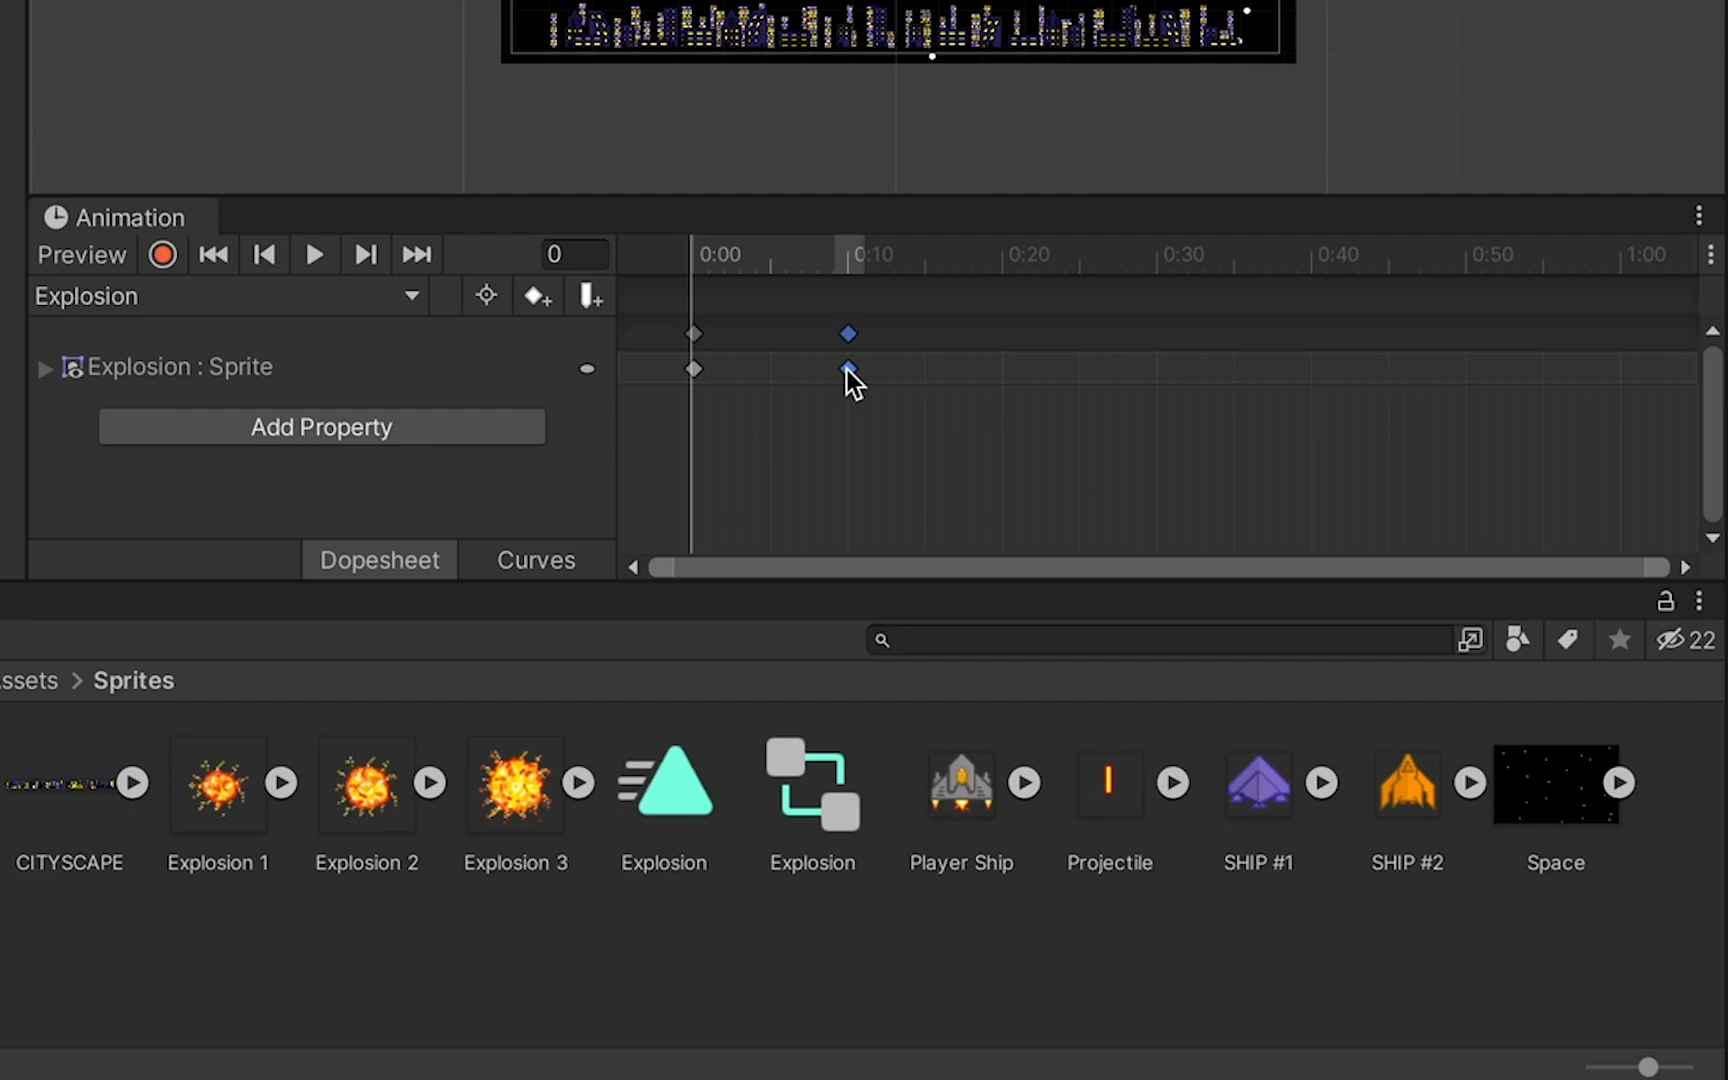 Animation
Preview 0 0:00 0:10 0:20 0:30 0:40 0:50 1:00
Explosion
Explosion : Sprite
Add Property
Dopesheet Curves
22
ssets > Sprites
CITYSCAPE Explosion 1 Explosion 2 Explosion 3 Explosion Explosion Player Ship Projectile SHIP #1 SHIP #2 Space